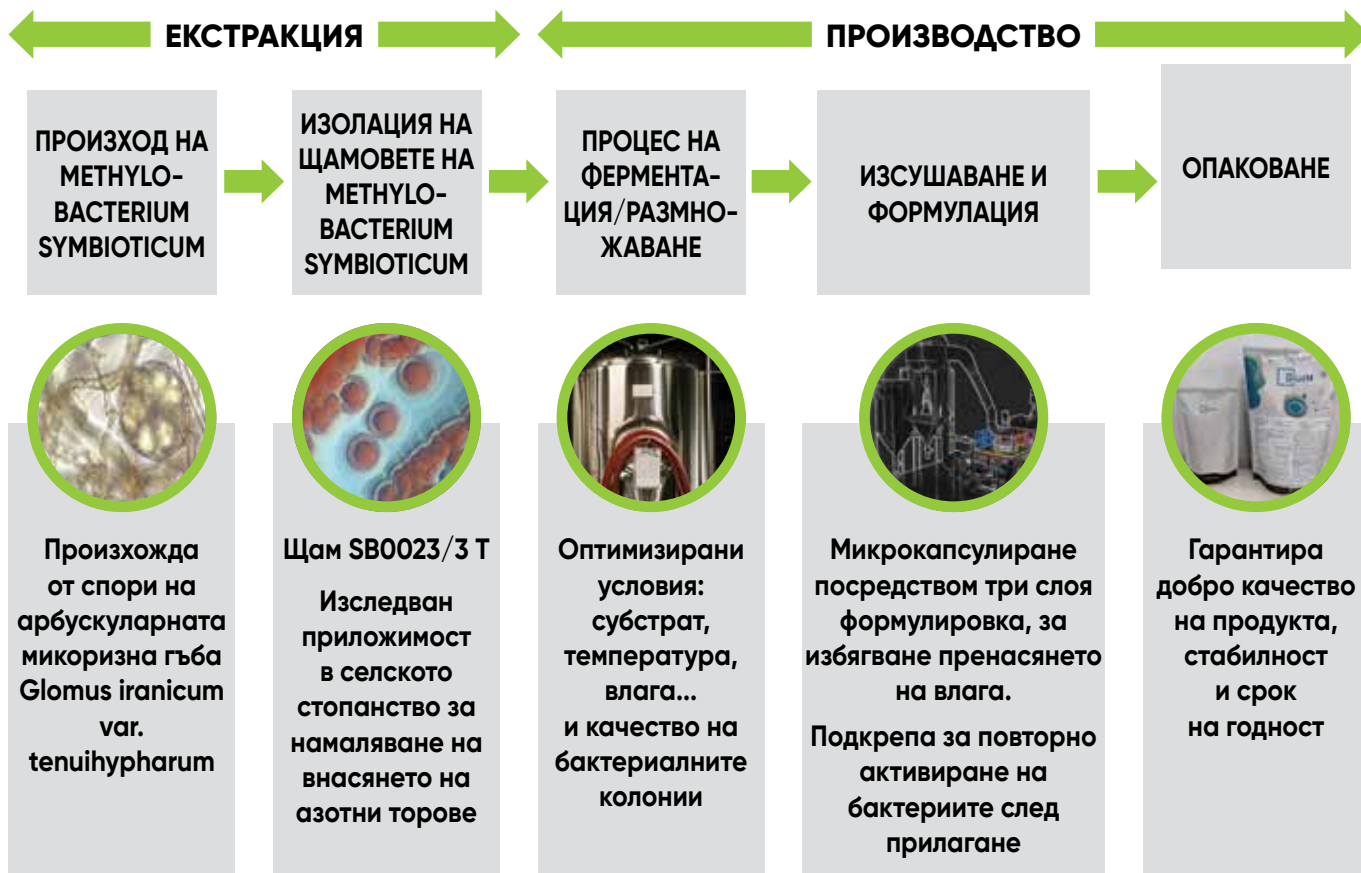 ЕКСТРАКЦИЯ
ПРОИЗВОДСТВО
ПРОИЗХОД НА
METHYLO-
BACTERIUM
SYMBIOTICUM
ИЗОЛАЦИЯ НА
ЩАМОВЕТЕ НА
METHYLO-
BACTERIUM
SYMBIOTICUM
ПРОЦЕС НА
ФЕРМЕНТА-
ЦИЯ/РАЗМНО-
ЖАВАНЕ
ИЗСУШАВАНЕ И
ФОРМУЛАЦИЯ
ОПАКОВАНЕ
Произхожда
от спори на
арбускуларната
микоризна гъба
Glomus iranicum
var.
tenuihypharum
Щам SB0023/3 T
Изследван
приложимост
в селското
стопанство за
намаляване на
внасянето на
азотни торове
Оптимизирани
условия:
субстрат,
температура,
влага...
и качество на
бактериалните
колонии
Микрокапсулиране
посредством три слоя
формулировка, за
избягване пренасянето
на влага.
Подкрепа за повторно
активиране на
бактериите след
прилагане
Гарантира
добро качество
на продукта,
стабилност
и срок
на годност